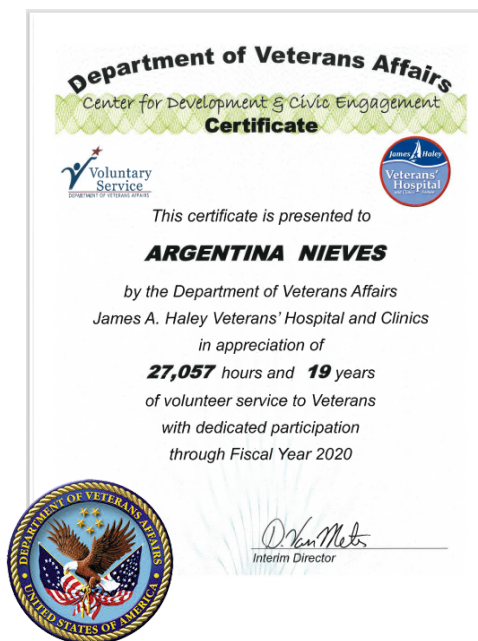 Department of Veterans Affairs
Center for Development & Civic Engagement
Certificate
Voluntary
Service
DEPARTMENT OF VETERANS AFFAIRS
James A Haley
Veterans'
Hospital
This certificate is presented to
ARGENTINA NIEVES
by the Department of Veterans Affairs
James A. Haley Veterans' Hospital and Clinics
in appreciation of
27,057 hours and 19 years
of volunteer service to Veterans
with dedicated participation
through Fiscal Year 2020
D. Van Meter
Interim Director
DEPARTMENT OF VETERANS AFFAIRS
UNITED STATES OF AMERICA